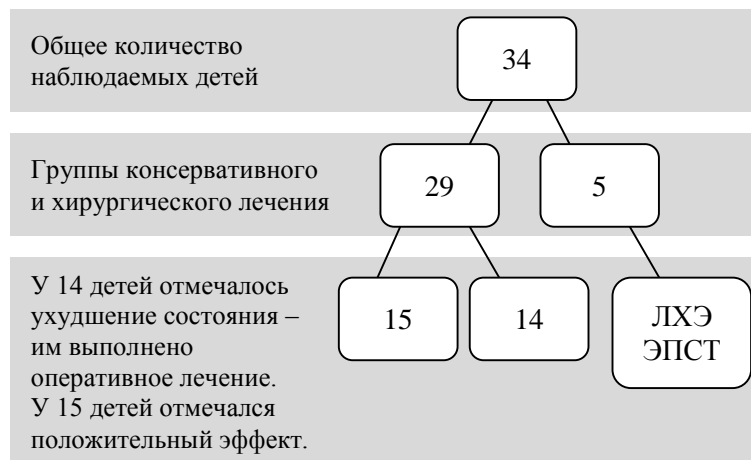 Общее количество
наблюдаемых детей
34
Группы консервативного
и хирургического лечения
29
5
У 14 детей отмечалось
ухудшение состояния –
им выполнено
оперативное лечение.
У 15 детей отмечался
положительный эффект.
15
14
ЛХЭ
ЭПСТ